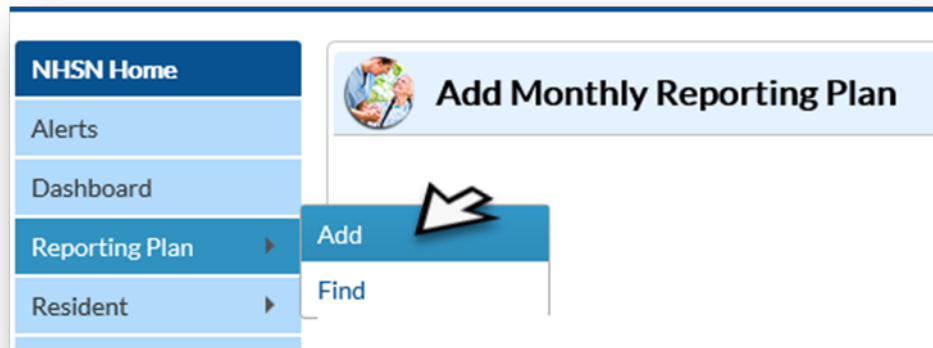 NHSN Home
Alerts
Dashboard
Reporting Plan
Resident
Add Monthly Reporting Plan
Add
Find